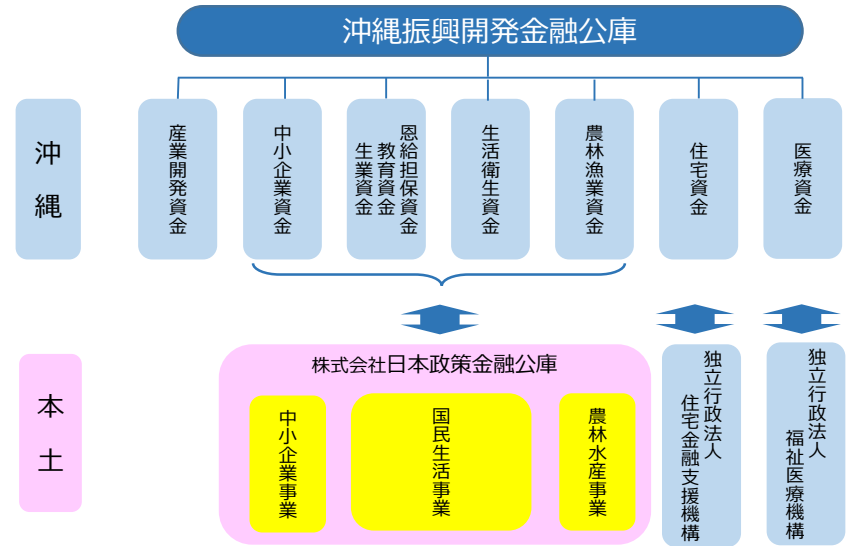 沖縄振興開発金融公庫
沖縄
産業開発資金
中小企業資金
恩給担保資金
教育資金
生業資金
生活衛生資金
農林漁業資金
住宅資金
医療資金
本土
株式会社日本政策金融公庫
中小企業事業
国民生活事業
農林水産事業
独立行政法人
住宅金融支援機構
独立行政法人
福祉医療機構